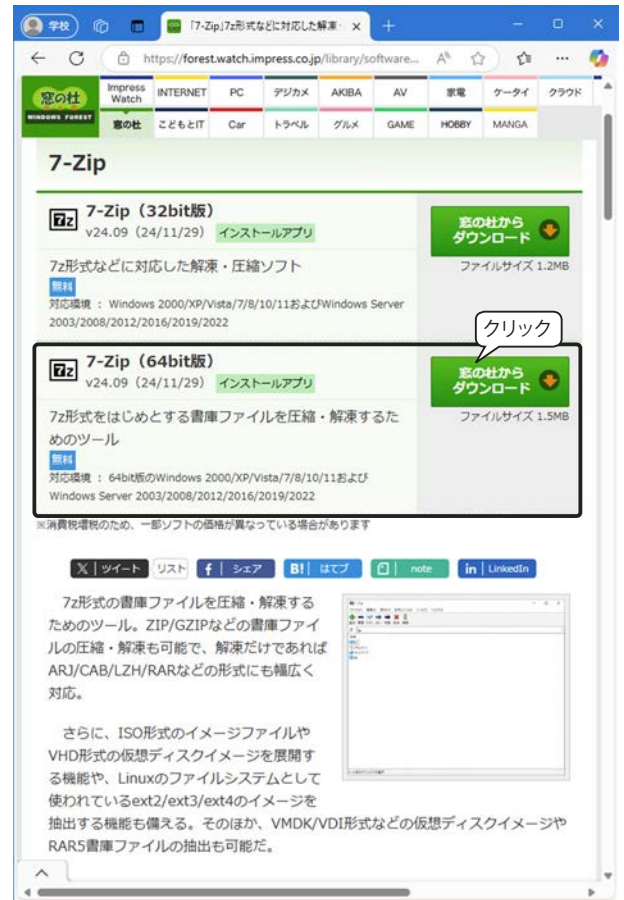 学校
「7-Zip」7z形式などに対応した解凍・
https://forest.watch.impress.co.jp/library/software...
窓の杜
WINDOWS FOREST
Impress Watch
INTERNET
PC
デジカメ
AKIBA
AV
家電
ケータイ
クラウド
窓の杜
こどもとIT
Car
トラベル
グルメ
GAME
HOBBY
MANGA
7-Zip
7z
7-Zip（32bit版）
v24.09（24/11/29） インストールアプリ
窓の杜から
ダウンロード
7z形式などに対応した解凍・圧縮ソフト
ファイルサイズ 1.2MB
無料
対応環境 ： Windows 2000/XP/Vista/7/8/10/11およびWindows Server
2003/2008/2012/2016/2019/2022
クリック
7z
7-Zip（64bit版）
v24.09（24/11/29） インストールアプリ
窓の杜から
ダウンロード
7z形式をはじめとする書庫ファイルを圧縮・解凍するた
めのツール
ファイルサイズ 1.5MB
無料
対応環境 ： 64bit版のWindows 2000/XP/Vista/7/8/10/11および
Windows Server 2003/2008/2012/2016/2019/2022
※消費税増税のため、一部ソフトの価格が異なっている場合があります
ツイート
リスト
シェア
B! はてブ
note
in LinkedIn
7z形式の書庫ファイルを圧縮・解凍する
ためのツール。ZIP/GZIPなどの書庫ファイ
ルの圧縮・解凍も可能で、解凍だけであれば
ARJ/CAB/LZH/RARなどの形式にも幅広く
対応。
さらに、ISO形式のイメージファイルや
VHD形式の仮想ディスクイメージを展開す
る機能や、Linuxのファイルシステムとして
使われているext2/ext3/ext4のイメージを
抽出する機能も備える。そのほか、VMDK/VDI形式などの仮想ディスクイメージや
RAR5書庫ファイルの抽出も可能だ。